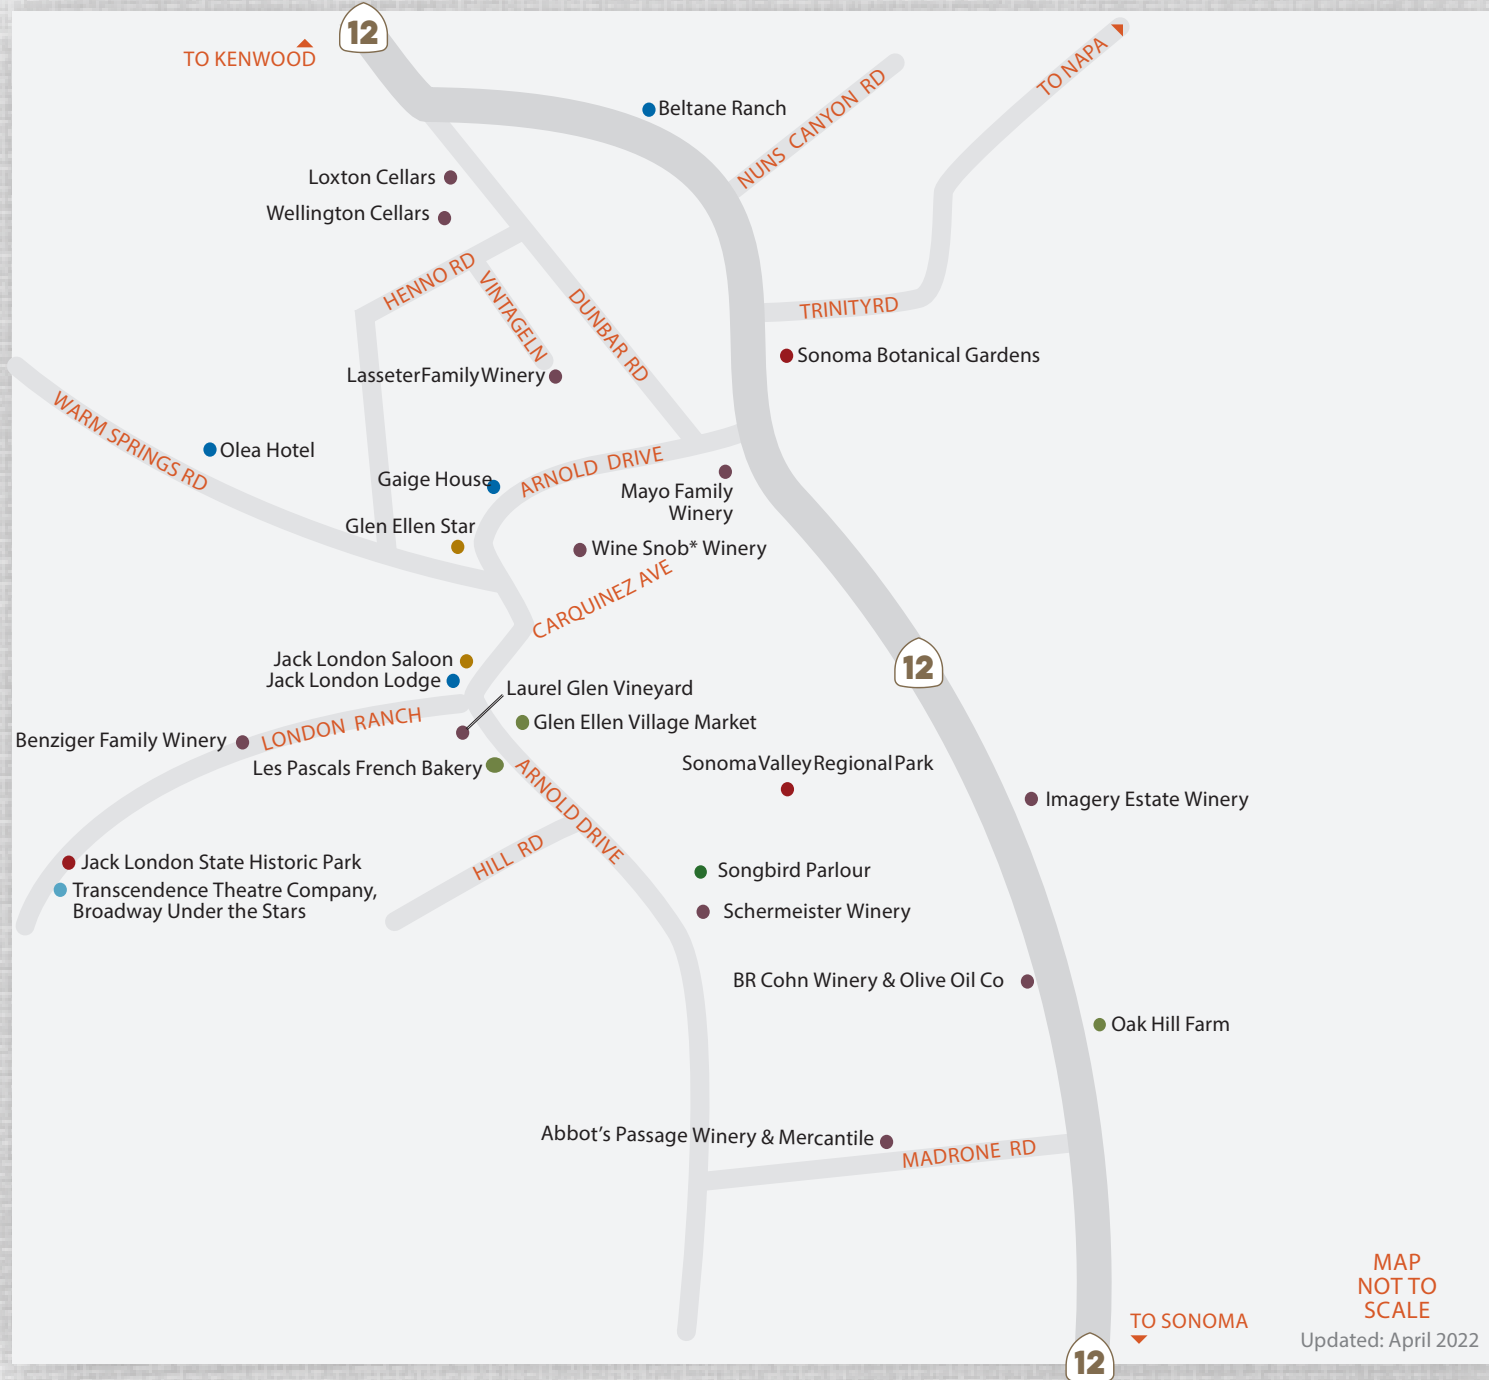 12
TO KENWOOD
TO NAPA
NUNS CANYON RD
Beltane Ranch
Loxton Cellars
Wellington Cellars
HENNO RD
VINTAGELN
DUNBAR RD
TRINITYRD
Sonoma Botanical Gardens
LasseterFamilyWinery
WARM SPRINGS RD
Olea Hotel
Gaige House
ARNOLD DRIVE
Mayo Family
Winery
Glen Ellen Star
Wine Snob* Winery
CARQUINEZ AVE
Jack London Saloon
12
Jack London Lodge
Laurel Glen Vineyard
LONDON RANCH
Glen Ellen Village Market
Benziger Family Winery
Les Pascals French Bakery
SonomaValleyRegionalPark
ARNOLD DRIVE
Imagery Estate Winery
HILL RD
Jack London State Historic Park
Songbird Parlour
Transcendence Theatre Company,
Broadway Under the Stars
Schermeister Winery
BR Cohn Winery & Olive Oil Co
Oak Hill Farm
Abbot's Passage Winery & Mercantile
MADRONE RD
MAP
NOT TO
SCALE
TO SONOMA
Updated: April 2022
12